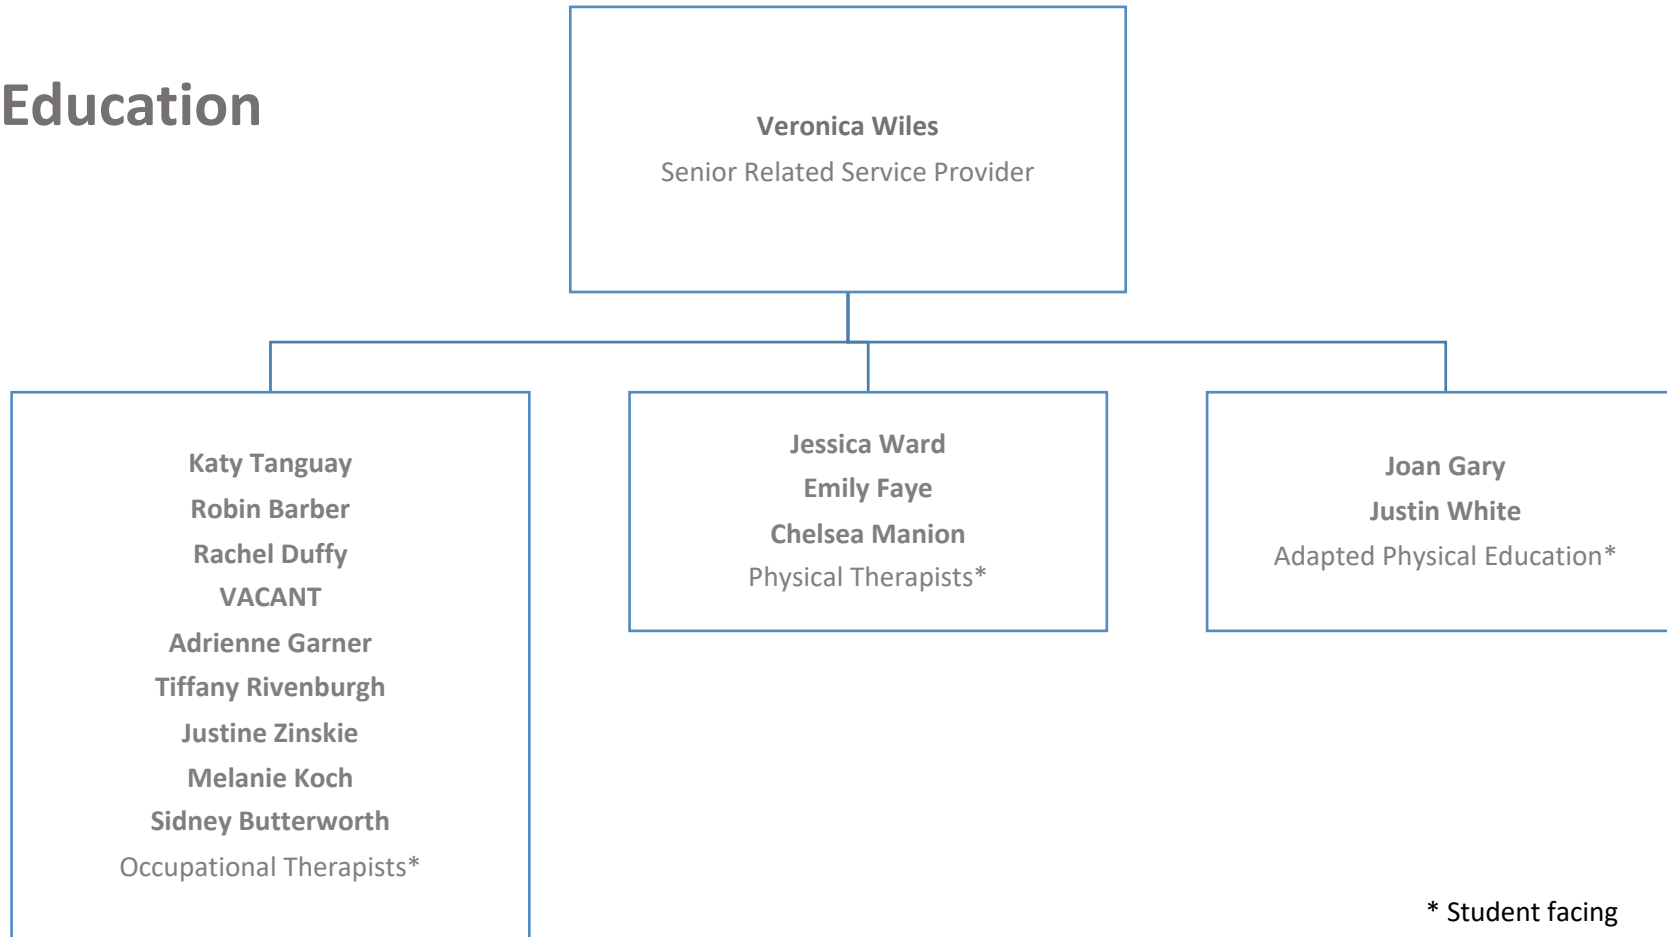 Education
Veronica Wiles
Senior Related Service Provider
Katy Tanguay
Robin Barber
Rachel Duffy
VACANT
Adrienne Garner
Tiffany Rivenburgh
Justine Zinskie
Melanie Koch
Sidney Butterworth
Occupational Therapists*
Jessica Ward
Emily Faye
Chelsea Manion
Physical Therapists*
Joan Gary
Justin White
Adapted Physical Education*
* Student facing